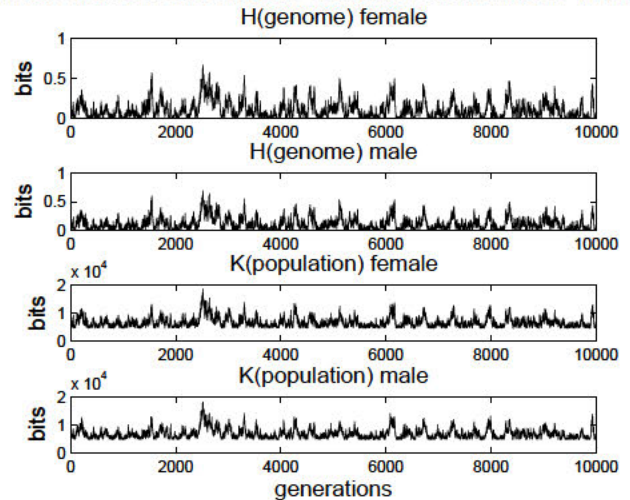 H(genome) female
bits
1
0.5
0
0 2000 4000 6000 8000 10000
H(genome) male
bits
1
0.5
0
0 2000 4000 6000 8000 10000
K(population) female
x 10^4
bits
2
1
0
0 2000 4000 6000 8000 10000
K(population) male
x 10^4
bits
2
1
0
0 2000 4000 6000 8000 10000
generations